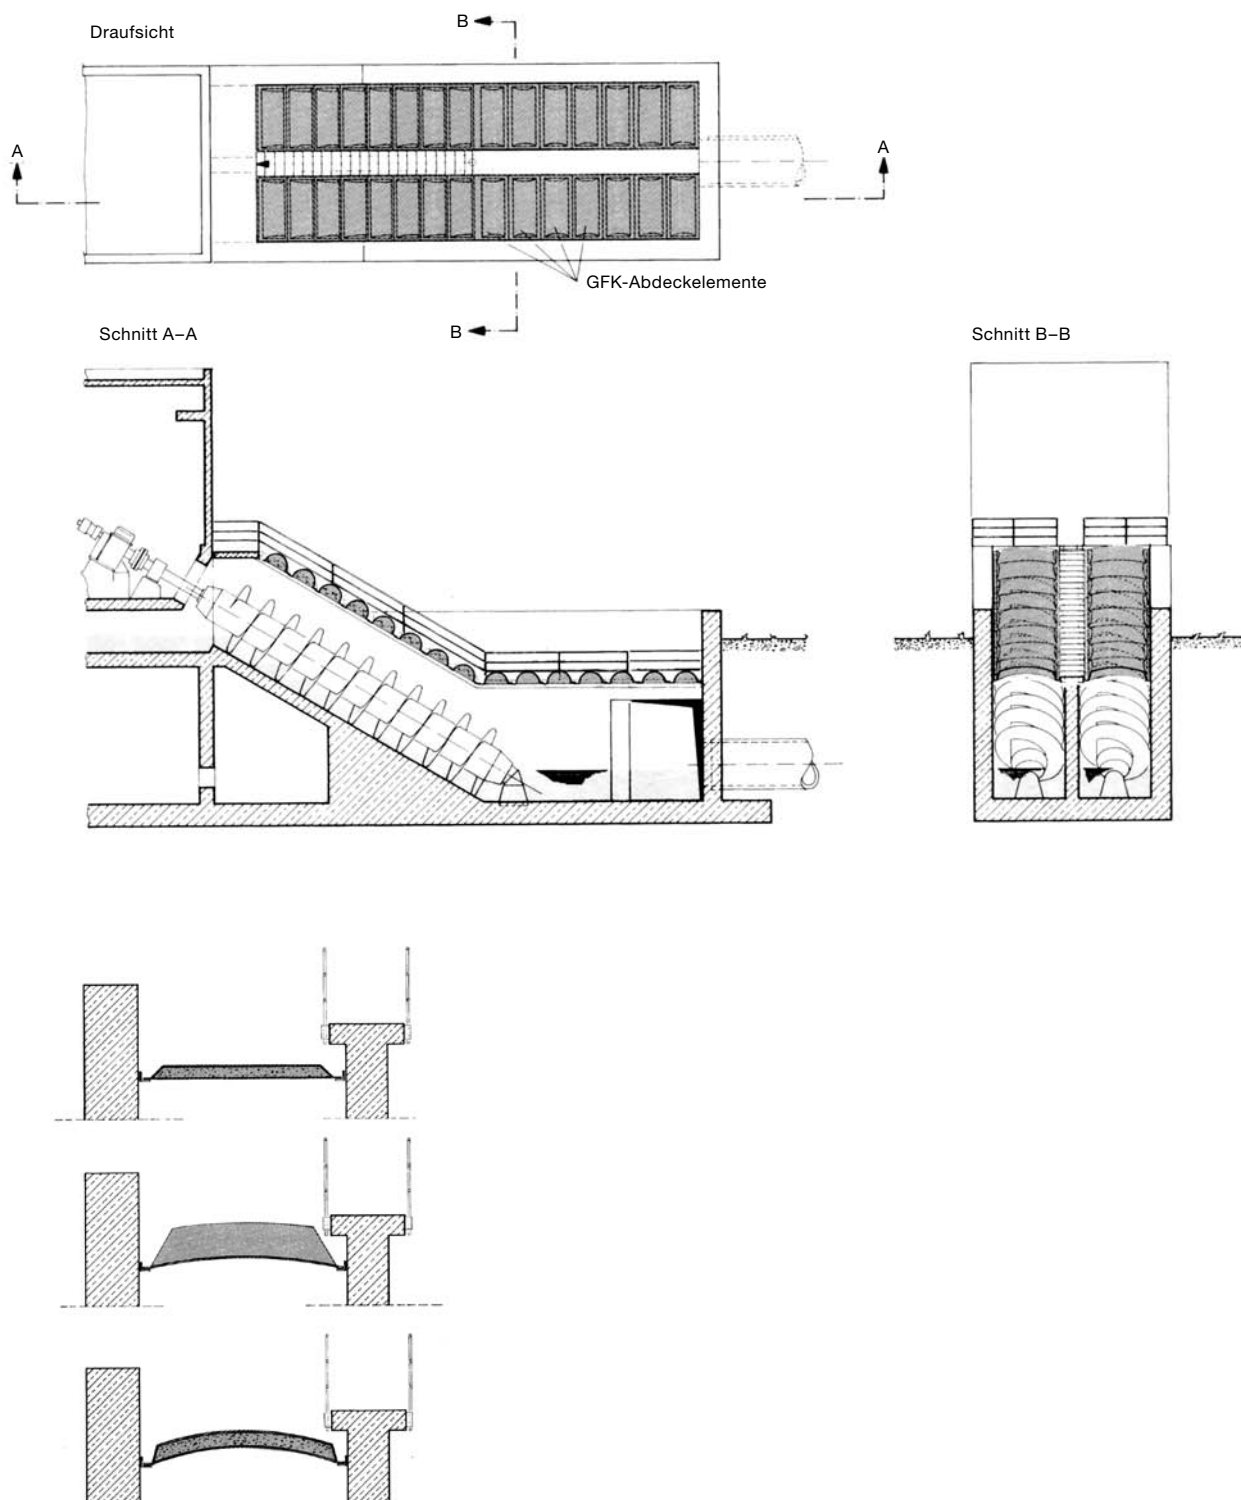 Draufsicht
B
A
A
GFK-Abdeckelemente
B
Schnitt A–A
Schnitt B–B